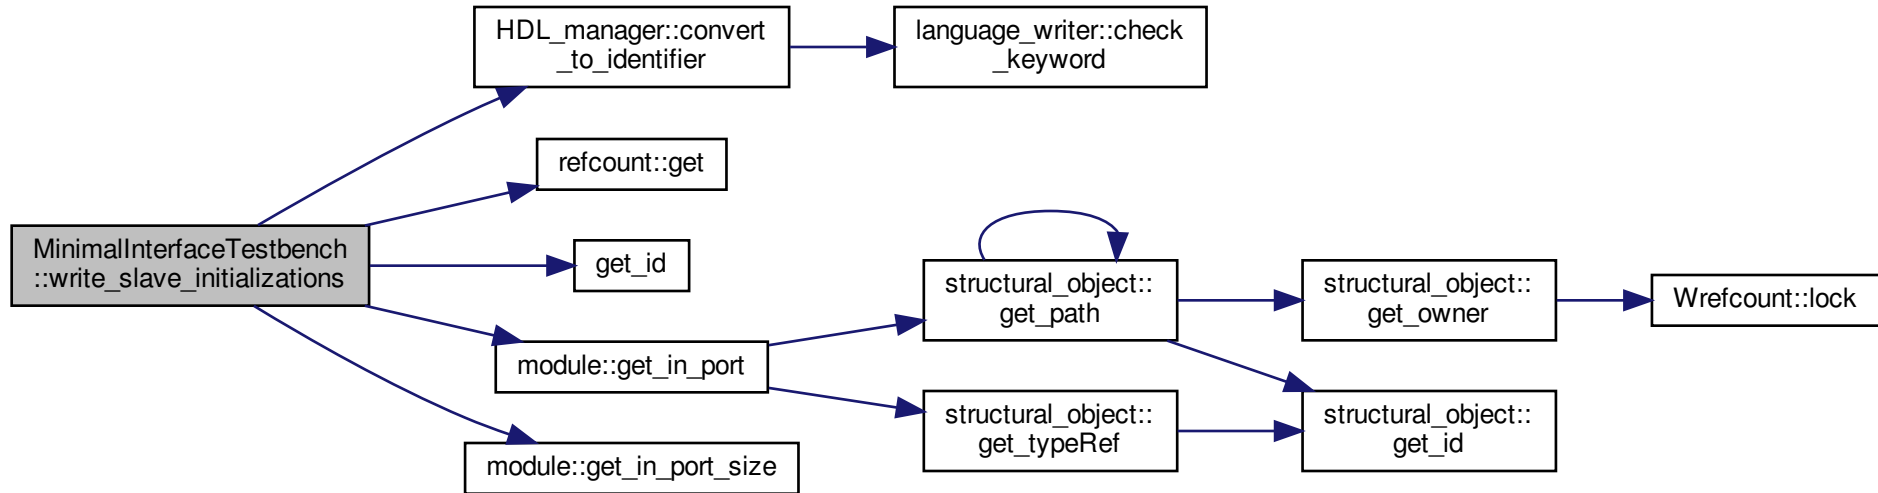 HDL_manager::convert
_to_identifier
language_writer::check
_keyword
refcount::get
MinimalInterfaceTestbench
::write_slave_initializations
get_id
structural_object::
get_path
structural_object::
get_owner
Wrefcount::lock
module::get_in_port
structural_object::
get_typeRef
structural_object::
get_id
module::get_in_port_size